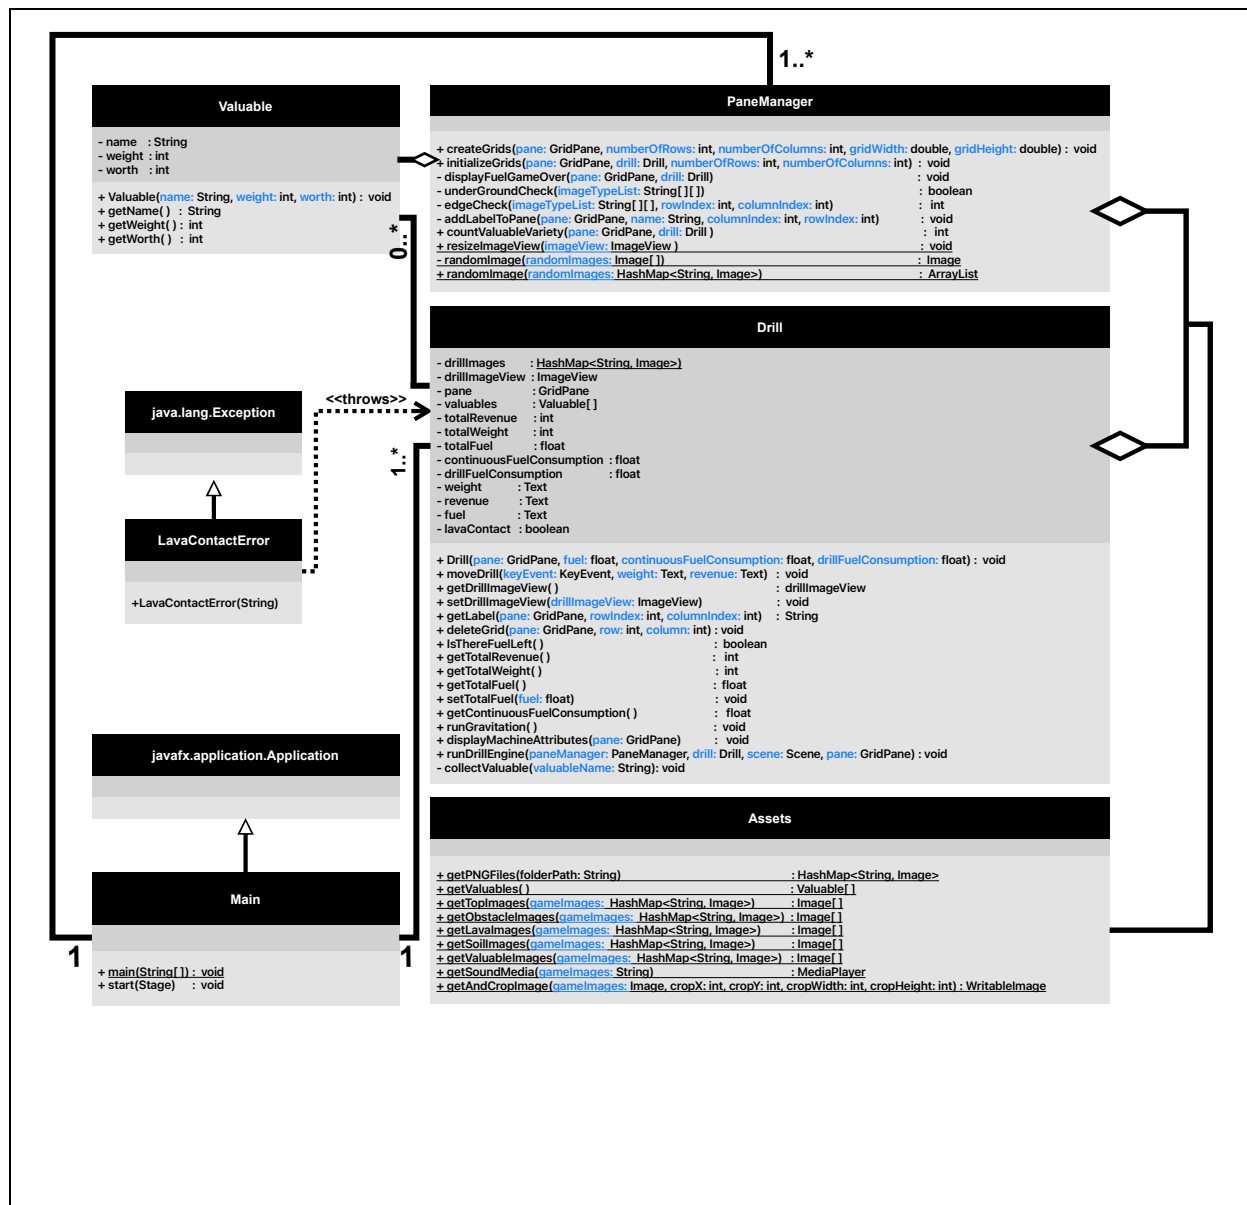 1..*
Valuable
- name : String
- weight : int
- worth : int
+ Valuable(name: String, weight: int, worth: int) : void
+ getName( ) : String
+ getWeight( ) : int
+ getWorth( ) : int
0..*
PaneManager
+ createGrids(pane: GridPane, numberOfRows: int, numberOfColumns: int, gridWidth: double, gridHeight: double) : void
+ initializeGrids(pane: GridPane, drill: Drill, numberOfRows: int, numberOfColumns: int) : void
- displayFuelGameOver(pane: GridPane, drill: Drill) : void
- underGroundCheck(imageTypeList: String[ ][ ]) : boolean
- edgeCheck(imageTypeList: String[ ][ ], rowIndex: int, columnIndex: int) : int
- addLabelToPane(pane: GridPane, name: String, columnIndex: int, rowIndex: int) : void
+ countValuableVariety(pane: GridPane, drill: Drill ) : int
+ resizeImageView(imageView: ImageView ) : void
- randomImage(randomImages: Image[ ]) : Image
+ randomImage(randomImages: HashMap<String, Image>) : ArrayList
Drill
- drillImages : HashMap<String, Image>)
- drillImageView : ImageView
- pane : GridPane
- valuables : Valuable[ ]
- totalRevenue : int
- totalWeight : int
- totalFuel : float
- continuousFuelConsumption : float
- drillFuelConsumption : float
- weight : Text
- revenue : Text
- fuel : Text
- lavaContact : boolean
+ Drill(pane: GridPane, fuel: float, continuousFuelConsumption: float, drillFuelConsumption: float) : void
+ moveDrill(keyEvent: KeyEvent, weight: Text, revenue: Text) : void
+ getDrillImageView( ) : drillImageView
+ setDrillImageView(drillImageView: ImageView) : void
+ getLabel(pane: GridPane, rowIndex: int, columnIndex: int) : String
+ deleteGrid(pane: GridPane, row: int, column: int) : void
+ IsThereFuelLeft( ) : boolean
+ getTotalRevenue( ) : int
+ getTotalWeight( ) : int
+ getTotalFuel( ) : float
+ setTotalFuel(fuel: float) : void
+ getContinuousFuelConsumption( ) : float
+ runGravitation( ) : void
+ displayMachineAttributes(pane: GridPane) : void
+ runDrillEngine(paneManager: PaneManager, drill: Drill, scene: Scene, pane: GridPane) : void
- collectValuable(valuableName: String): void
<<throws>>
1..*
java.lang.Exception
LavaContactError
+LavaContactError(String)
javafx.application.Application
Main
+ main(String[ ]) : void
+ start(Stage) : void
1
1
Assets
+ getPNGFiles(folderPath: String) : HashMap<String, Image>
+ getValuables( ) : Valuable[ ]
+ getTopImages(gameImages: HashMap<String, Image>) : Image[ ]
+ getObstacleImages(gameImages: HashMap<String, Image>) : Image[ ]
+ getLavaImages(gameImages: HashMap<String, Image>) : Image[ ]
+ getSoilImages(gameImages: HashMap<String, Image>) : Image[ ]
+ getValuableImages(gameImages: HashMap<String, Image>) : Image[ ]
+ getSoundMedia(gameImages: String) : MediaPlayer
+ getAndCropImage(gameImages: Image, cropX: int, cropY: int, cropWidth: int, cropHeight: int) : WritableImage